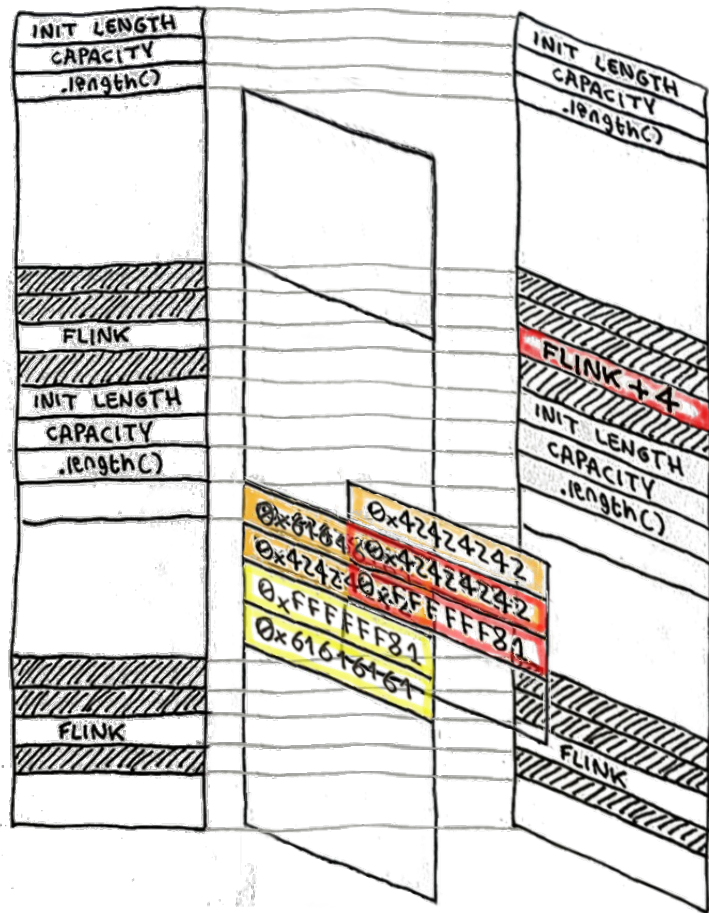 INIT LENGTH
CAPACITY
.length()
FLINK
INIT LENGTH
CAPACITY
.length()
FLINK
0xFFFFFF81
0x61616161
0x42424242
0x42424242
0xFFFFFF81
INIT LENGTH
CAPACITY
.length()
FLINK + 4
INIT LENGTH
CAPACITY
.length()
FLINK